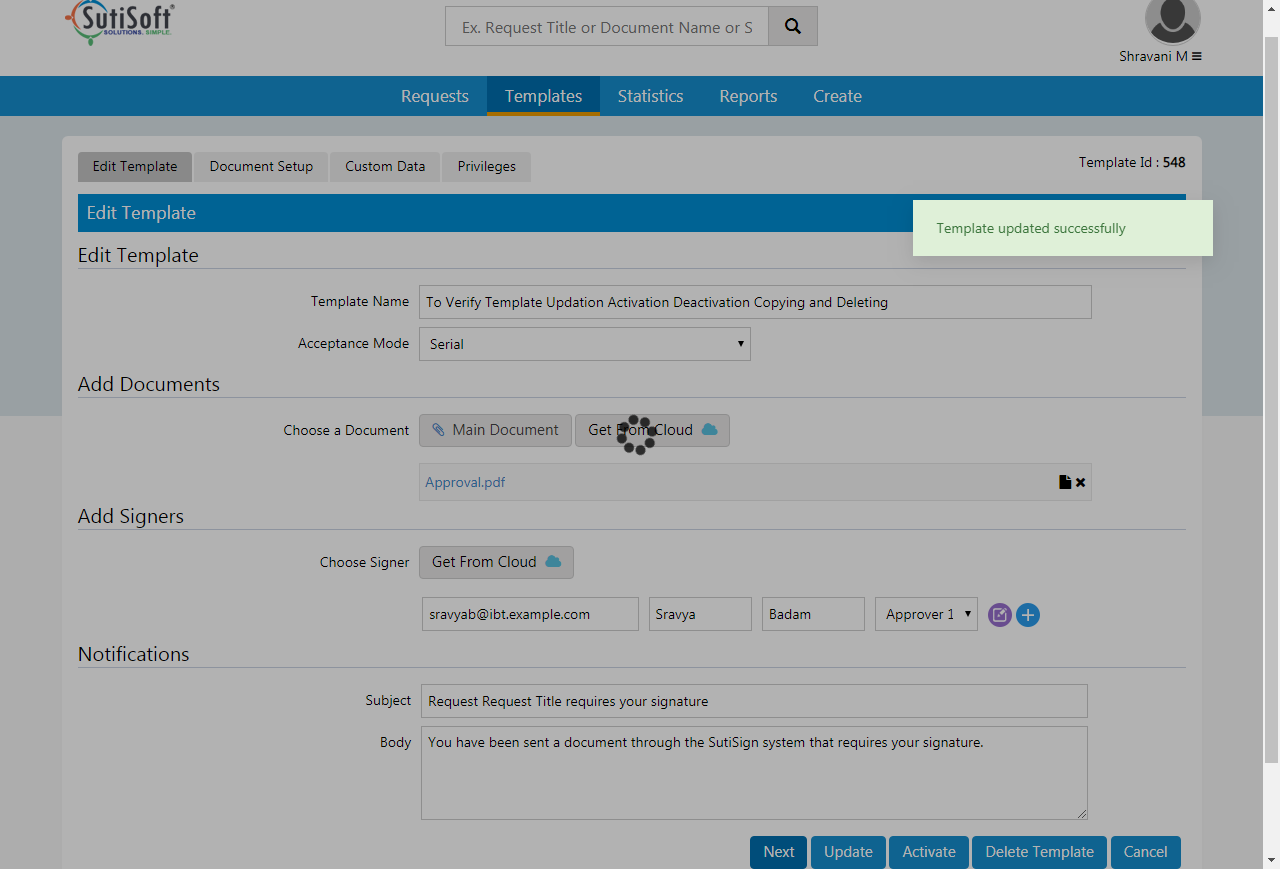 SutiSoft®
SOLUTIONS. SIMPLE.
Ex. Request Title or Document Name or S
Shravani M
Requests Templates Statistics Reports Create
Edit Template Document Setup Custom Data Privileges Template Id : 548
Edit Template
Template updated successfully
Edit Template
Template Name To Verify Template Updation Activation Deactivation Copying and Deleting
Acceptance Mode Serial
Add Documents
Choose a Document Main Document Get From Cloud
Approval.pdf
Add Signers
Choose Signer Get From Cloud
sravyab@ibt.example.com Sravya Badam Approver 1
Notifications
Subject Request Request Title requires your signature
Body You have been sent a document through the SutiSign system that requires your signature.
Next Update Activate Delete Template Cancel